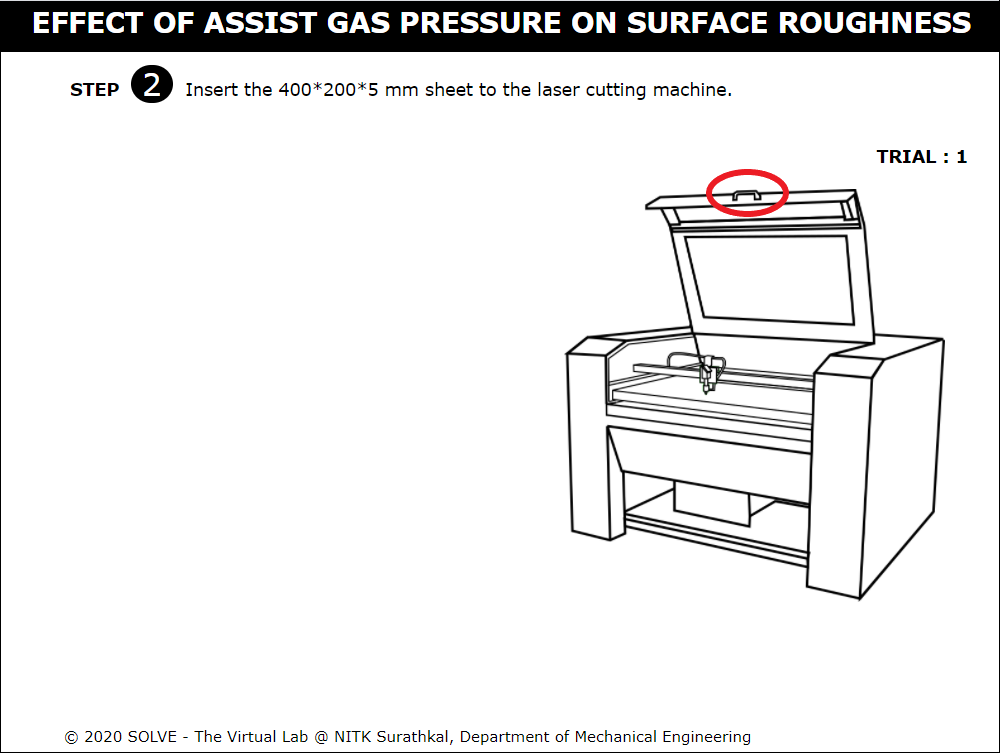 EFFECT OF ASSIST GAS PRESSURE ON SURFACE ROUGHNESS
STEP 2 Insert the 400*200*5 mm sheet to the laser cutting machine.
TRIAL : 1
© 2020 SOLVE - The Virtual Lab @ NITK Surathkal, Department of Mechanical Engineering